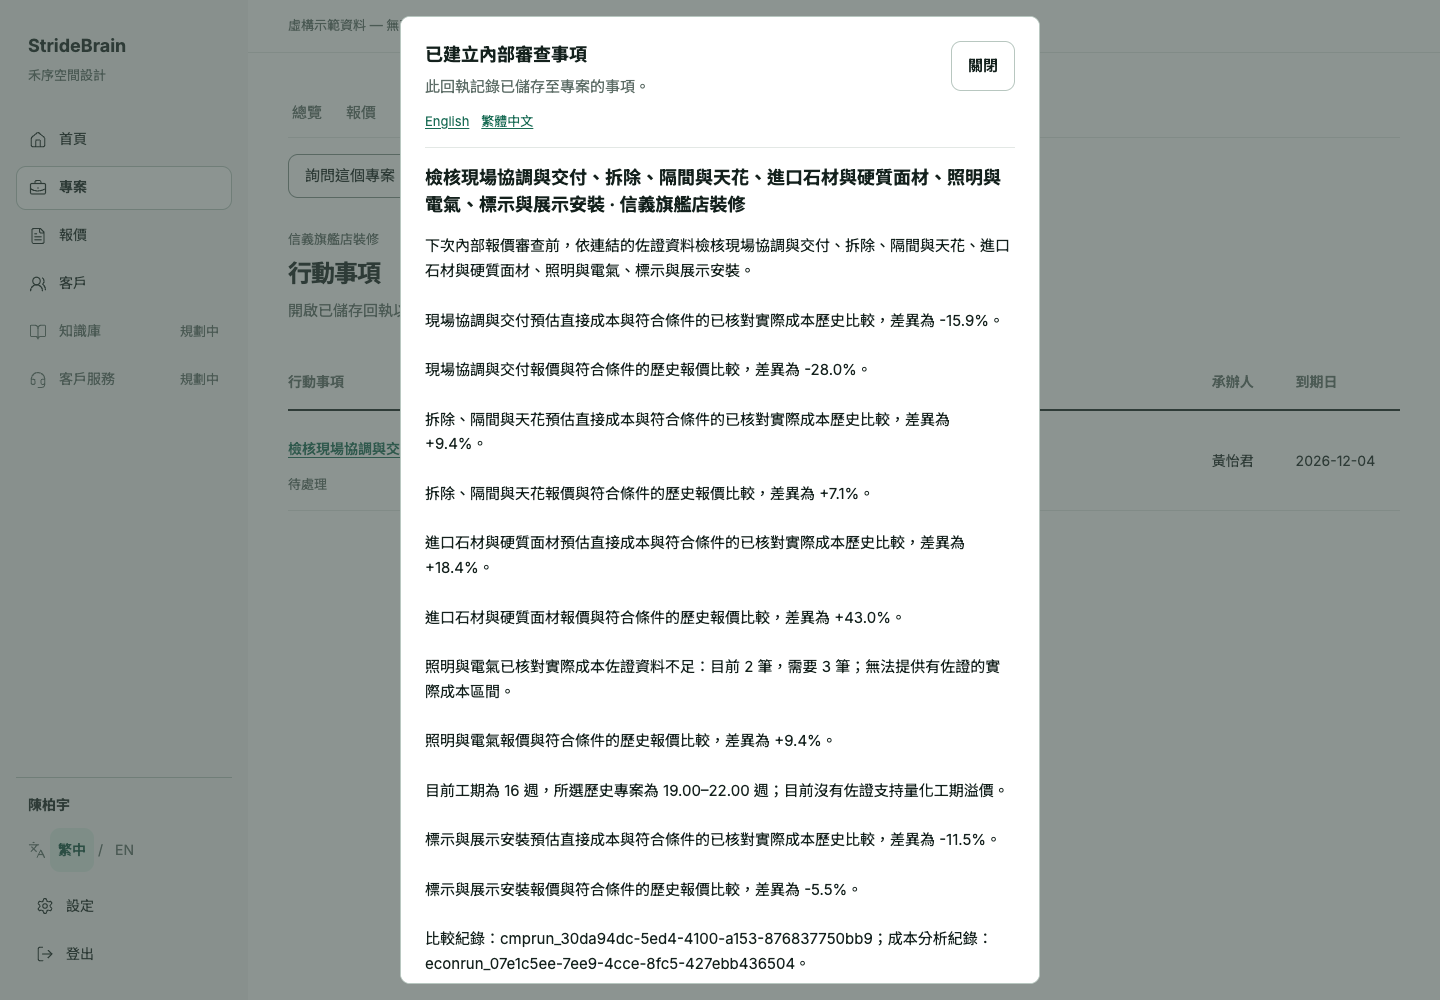 StrideBrain
禾序空間設計
首頁
專案
報價
客戶
知識庫 規劃中
客戶服務 規劃中
陳柏宇
繁中 / EN
設定
登出
虛構示範資料 — 無
總覽 報價
詢問這個專案
信義旗艦店裝修
行動事項
開啟已儲存回執以
行動事項 承辦人 到期日
檢核現場協調與交
待處理
黃怡君 2026-12-04
已建立內部審查事項
關閉
此回執記錄已儲存至專案的事項。
English 繁體中文
檢核現場協調與交付、拆除、隔間與天花、進口石材與硬質面材、照明與
電氣、標示與展示安裝 · 信義旗艦店裝修
下次內部報價審查前，依連結的佐證資料檢核現場協調與交付、拆除、隔間與天花、進口
石材與硬質面材、照明與電氣、標示與展示安裝。
現場協調與交付預估直接成本與符合條件的已核對實際成本歷史比較，差異為 -15.9%。
現場協調與交付報價與符合條件的歷史報價比較，差異為 -28.0%。
拆除、隔間與天花預估直接成本與符合條件的已核對實際成本歷史比較，差異為
+9.4%。
拆除、隔間與天花報價與符合條件的歷史報價比較，差異為 +7.1%。
進口石材與硬質面材預估直接成本與符合條件的已核對實際成本歷史比較，差異為
+18.4%。
進口石材與硬質面材報價與符合條件的歷史報價比較，差異為 +43.0%。
照明與電氣已核對實際成本佐證資料不足：目前 2 筆，需要 3 筆；無法提供有佐證的實
際成本區間。
照明與電氣報價與符合條件的歷史報價比較，差異為 +9.4%。
目前工期為 16 週，所選歷史專案為 19.00–22.00 週；目前沒有佐證支持量化工期溢價。
標示與展示安裝預估直接成本與符合條件的已核對實際成本歷史比較，差異為 -11.5%。
標示與展示安裝報價與符合條件的歷史報價比較，差異為 -5.5%。
比較紀錄：cmprun_30da94dc-5ed4-4100-a153-876837750bb9；成本分析紀錄：
econrun_07e1c5ee-7ee9-4cce-8fc5-427ebb436504。